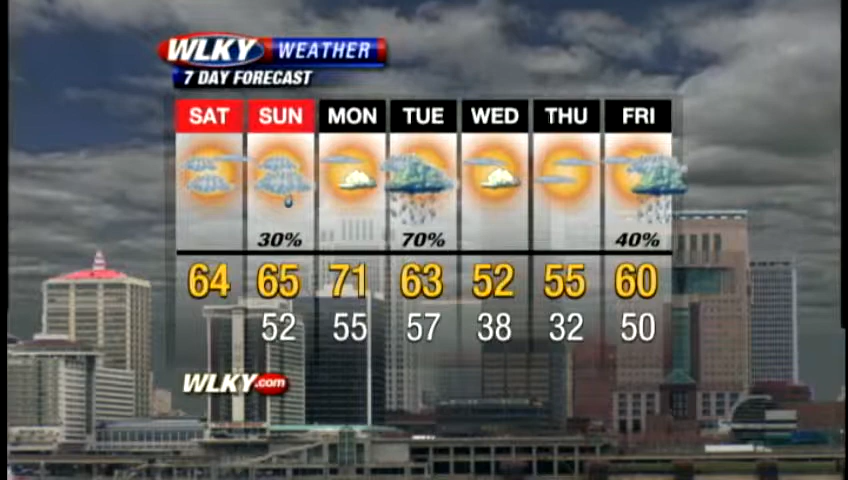 WLKY WEATHER
7 DAY FORECAST
SAT SUN MON TUE WED THU FRI
30% 70% 40%
64 65 71 63 52 55 60
52 55 57 38 32 50
WLKY.com